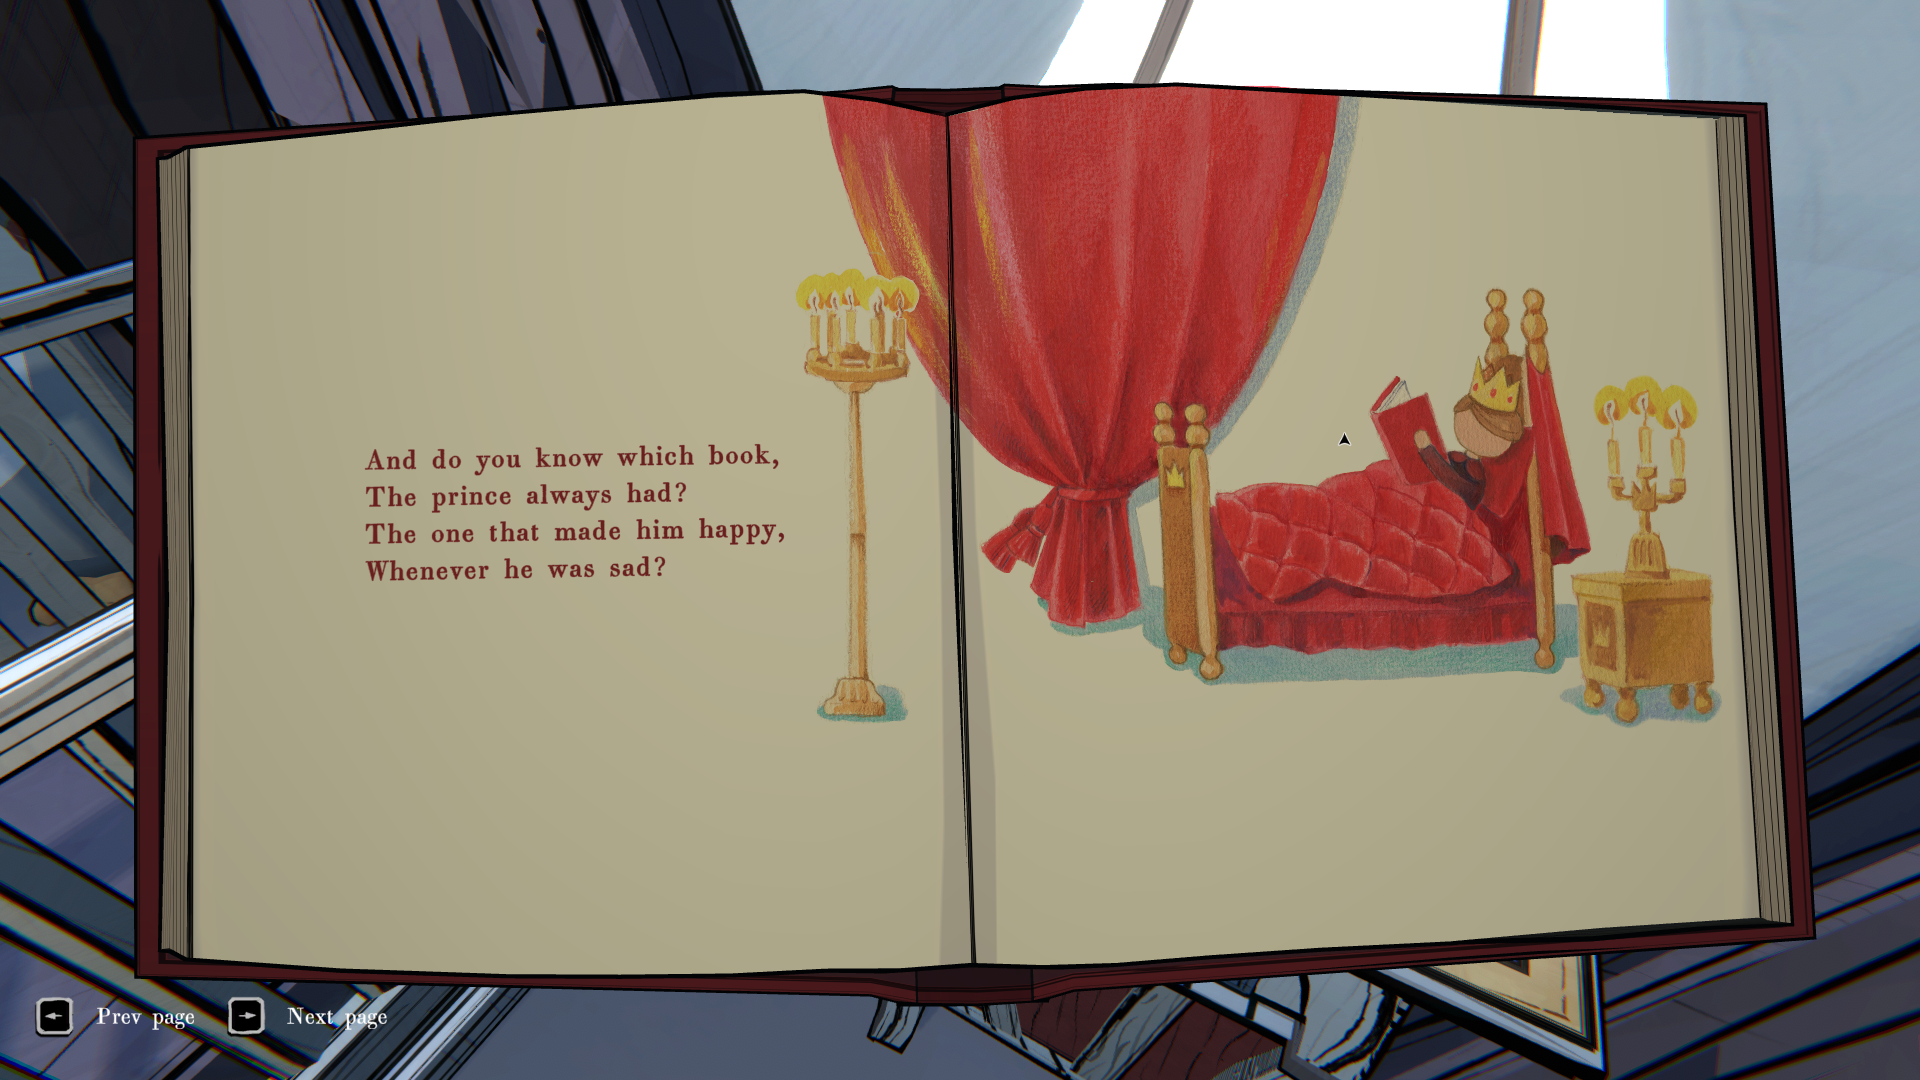 And do you know which book,
The prince always had?
The one that made him happy,
Whenever he was sad?
Prev page
Next page